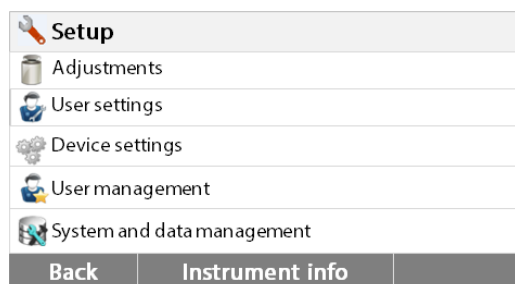 Setup
Adjustments
User settings
Device settings
User management
System and data management
Back Instrument info